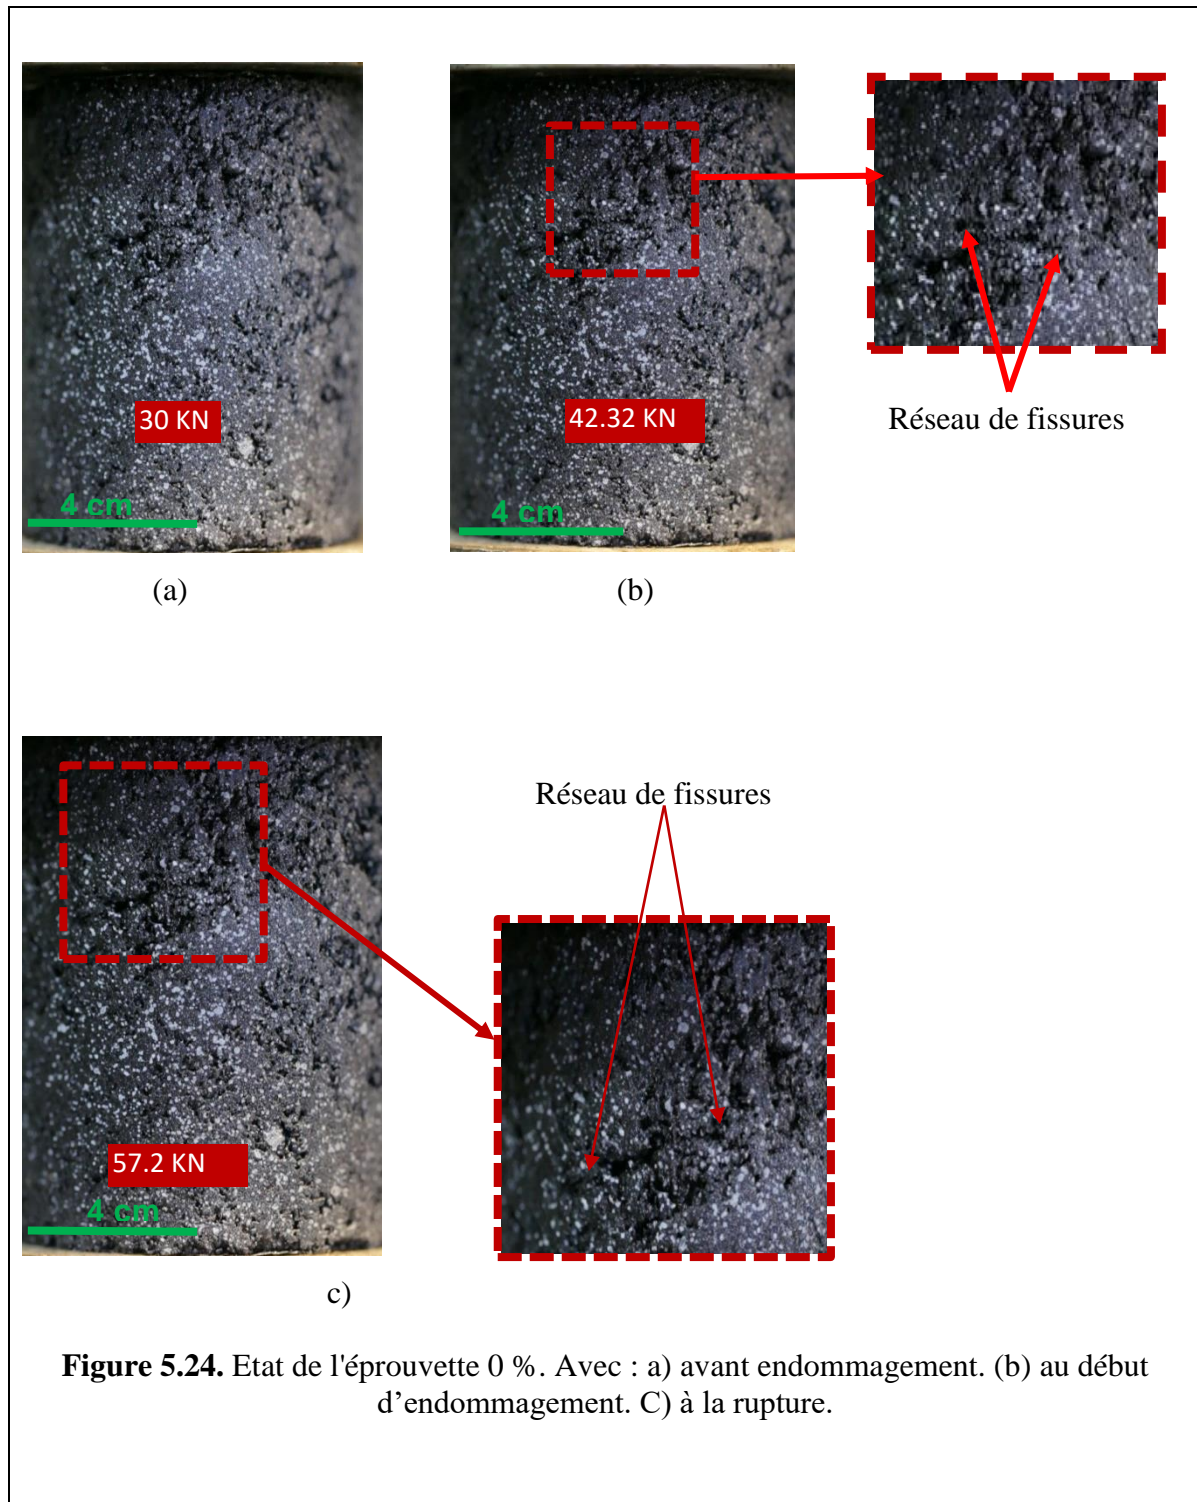 30 KN
4 cm
(a)
42.32 KN
4 cm
(b)
Réseau de fissures
57.2 KN
4 cm
c)
Réseau de fissures
Figure 5.24. Etat de l'éprouvette 0 %. Avec : a) avant endommagement. (b) au début
d’endommagement. C) à la rupture.